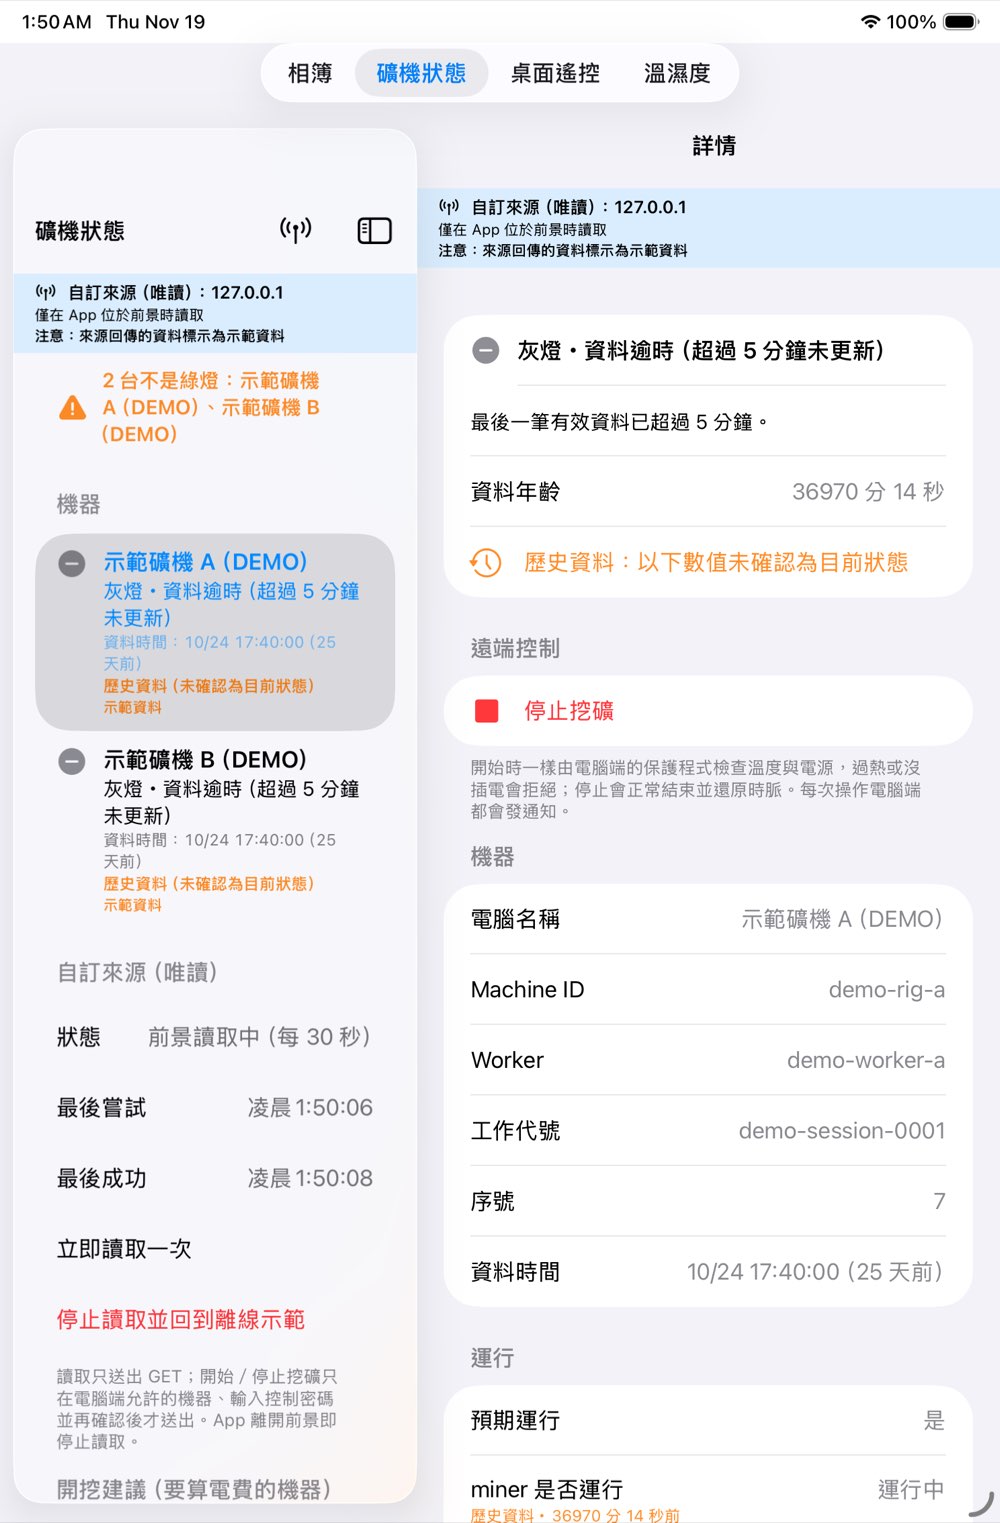 1:50 AM Thu Nov 19
100%
相簿
礦機狀態
桌面遙控
溫濕度
礦機狀態
自訂來源（唯讀）：127.0.0.1
僅在 App 位於前景時讀取
注意：來源回傳的資料標示為示範資料
2 台不是綠燈：示範礦機
A（DEMO）、示範礦機 B
（DEMO）
機器
示範礦機 A（DEMO）
灰燈・資料逾時（超過 5 分鐘
未更新）
資料時間：10/24 17:40:00（25
天前）
歷史資料（未確認為目前狀態）
示範資料
示範礦機 B（DEMO）
灰燈・資料逾時（超過 5 分鐘
未更新）
資料時間：10/24 17:40:00（25
天前）
歷史資料（未確認為目前狀態）
示範資料
自訂來源（唯讀）
狀態 前景讀取中（每 30 秒）
最後嘗試 凌晨1:50:06
最後成功 凌晨1:50:08
立即讀取一次
停止讀取並回到離線示範
讀取只送出 GET；開始 / 停止挖礦只
在電腦端允許的機器、輸入控制密碼
並再確認後才送出。App 離開前景即
停止讀取。
開挖建議（要算電費的機器）
詳情
自訂來源（唯讀）：127.0.0.1
僅在 App 位於前景時讀取
注意：來源回傳的資料標示為示範資料
灰燈・資料逾時（超過 5 分鐘未更新）
最後一筆有效資料已超過 5 分鐘。
資料年齡 36970 分 14 秒
歷史資料：以下數值未確認為目前狀態
遠端控制
停止挖礦
開始時一樣由電腦端的保護程式檢查溫度與電源，過熱或沒
插電會拒絕；停止會正常結束並還原時脈。每次操作電腦端
都會發通知。
機器
電腦名稱 示範礦機 A（DEMO）
Machine ID demo-rig-a
Worker demo-worker-a
工作代號 demo-session-0001
序號 7
資料時間 10/24 17:40:00（25 天前）
運行
預期運行 是
miner 是否運行 運行中
歷史資料・36970 分 14 秒前